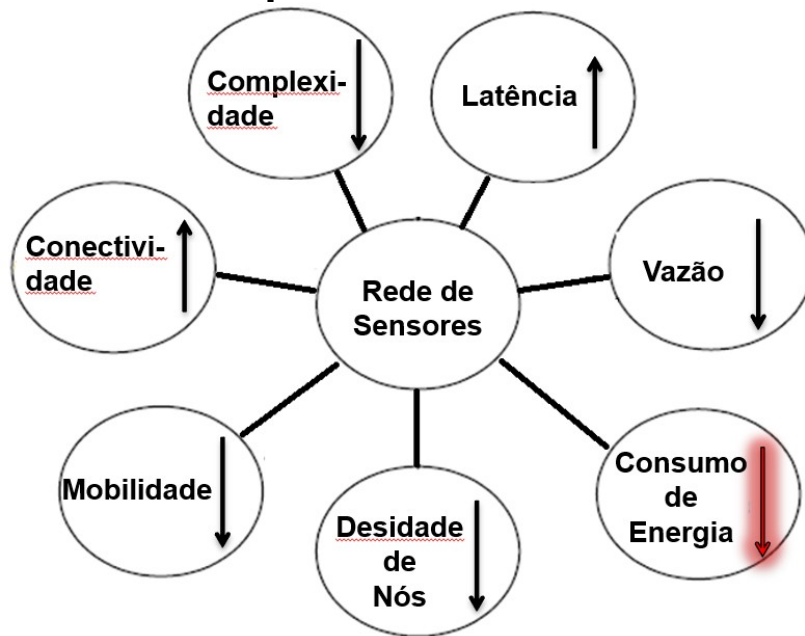 Complexi-
dade
Latência
Conectivi-
dade
Rede de
Sensores
Vazão
Mobilidade
Desidade
de
Nós
Consumo
de
Energia